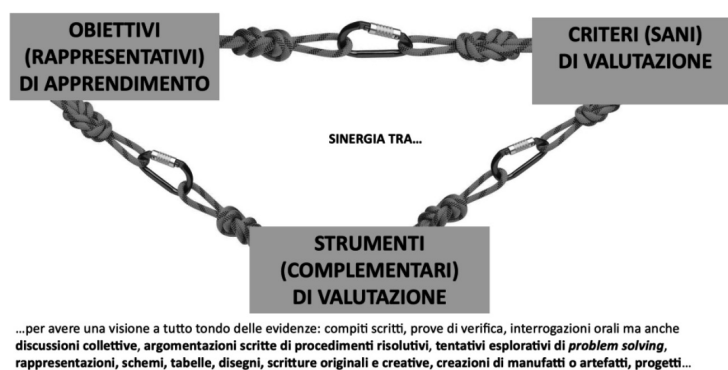 OBIETTIVI
(RAPPRESENTATIVI)
DI APPRENDIMENTO
CRITERI (SANI)
DI VALUTAZIONE
SINERGIA TRA…
STRUMENTI
(COMPLEMENTARI)
DI VALUTAZIONE
…per avere una visione a tutto tondo delle evidenze: compiti scritti, prove di verifica, interrogazioni orali ma anche
discussioni collettive, argomentazioni scritte di procedimenti risolutivi, tentativi esplorativi di problem solving,
rappresentazioni, schemi, tabelle, disegni, scritture originali e creative, creazioni di manufatti o artefatti, progetti…